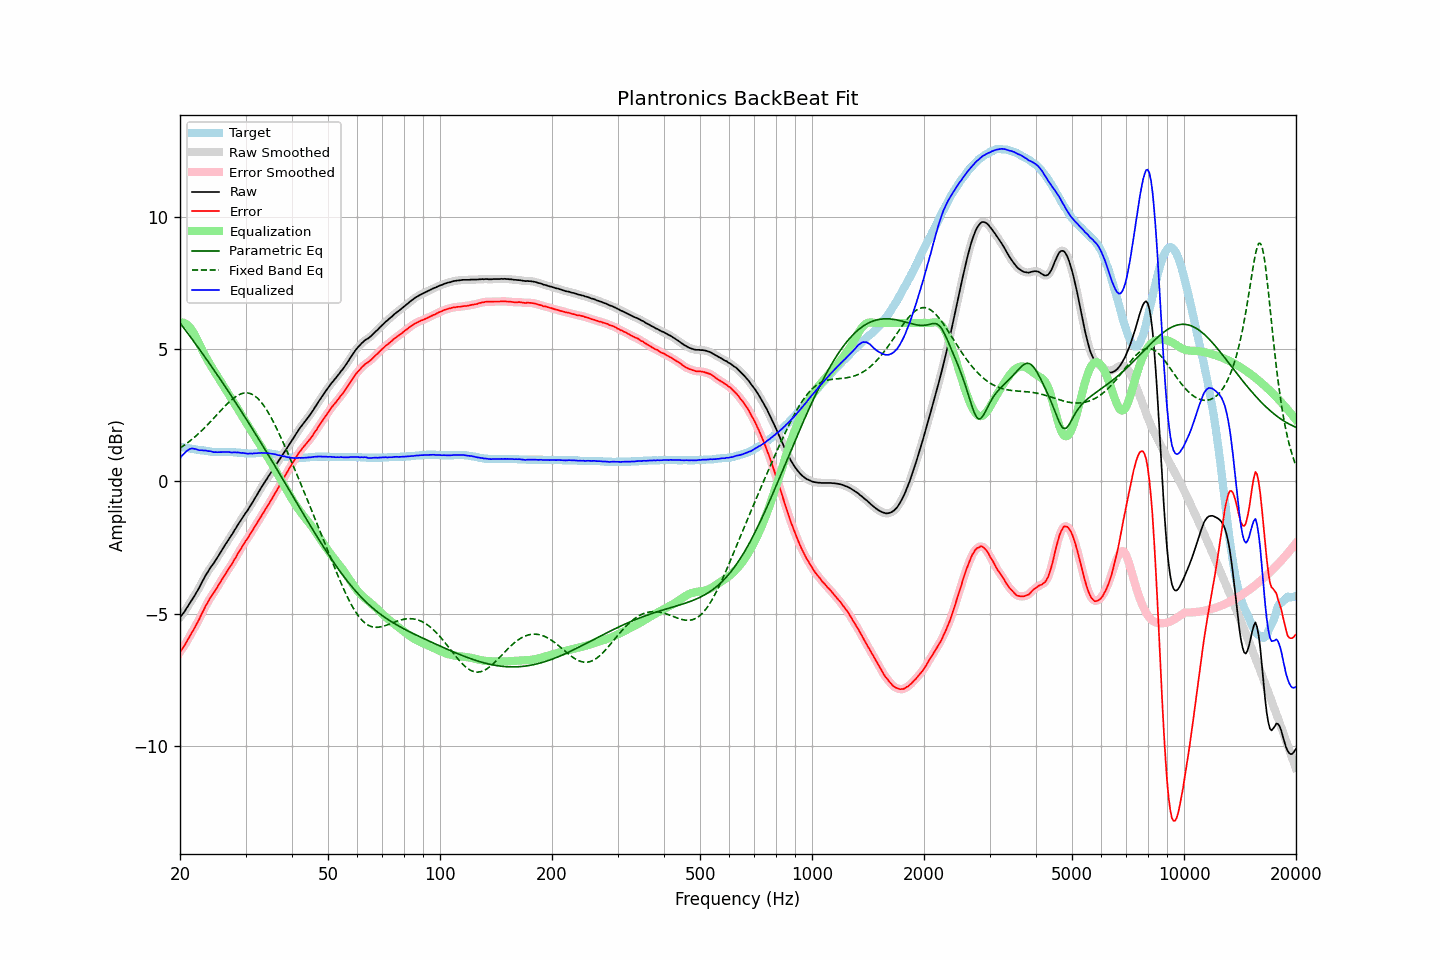 Plantronics BackBeat Fit
Target
Raw Smoothed
Error Smoothed
Raw
Error
Equalization
Parametric Eq
Fixed Band Eq
Equalized
Amplitude (dBr)
10
5
0
−5
−10
20
50
100
200
500
1000
2000
5000
10000
20000
Frequency (Hz)